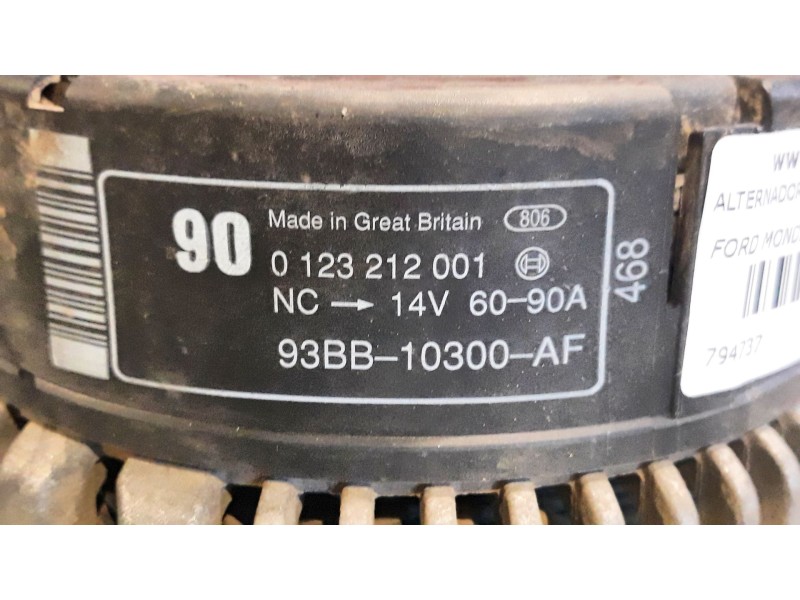 90 Made in Great Britain 806
0 123 212 001
NC → 14V 60-90A
93BB-10300-AF
468
ALTERNADOR
FORD
794737